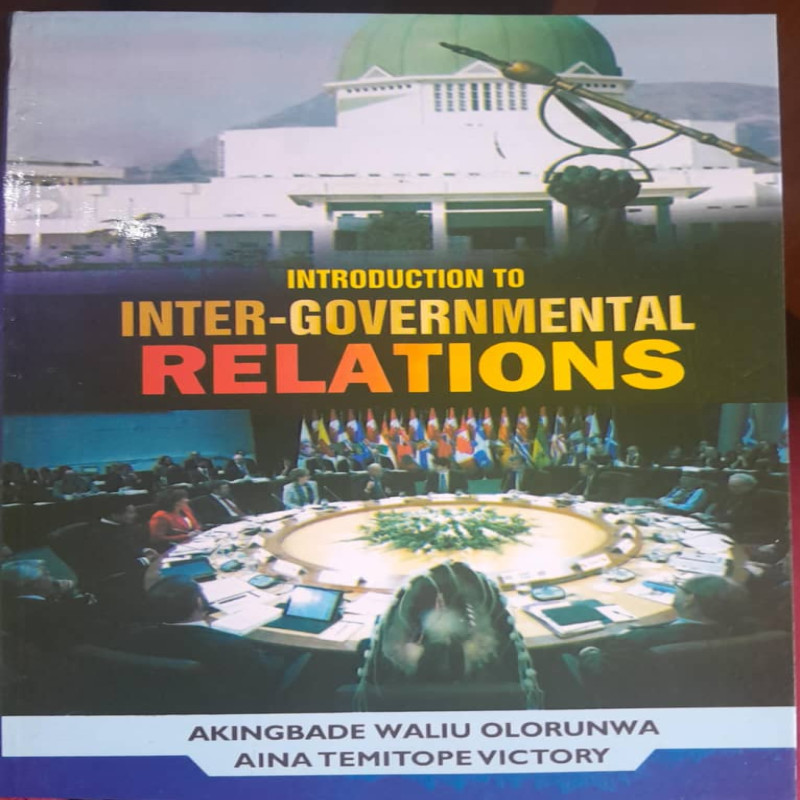 INTRODUCTION TO
INTER-GOVERNMENTAL
RELATIONS
AKINGBADE WALIU OLORUNWA
AINA TEMITOPE VICTORY